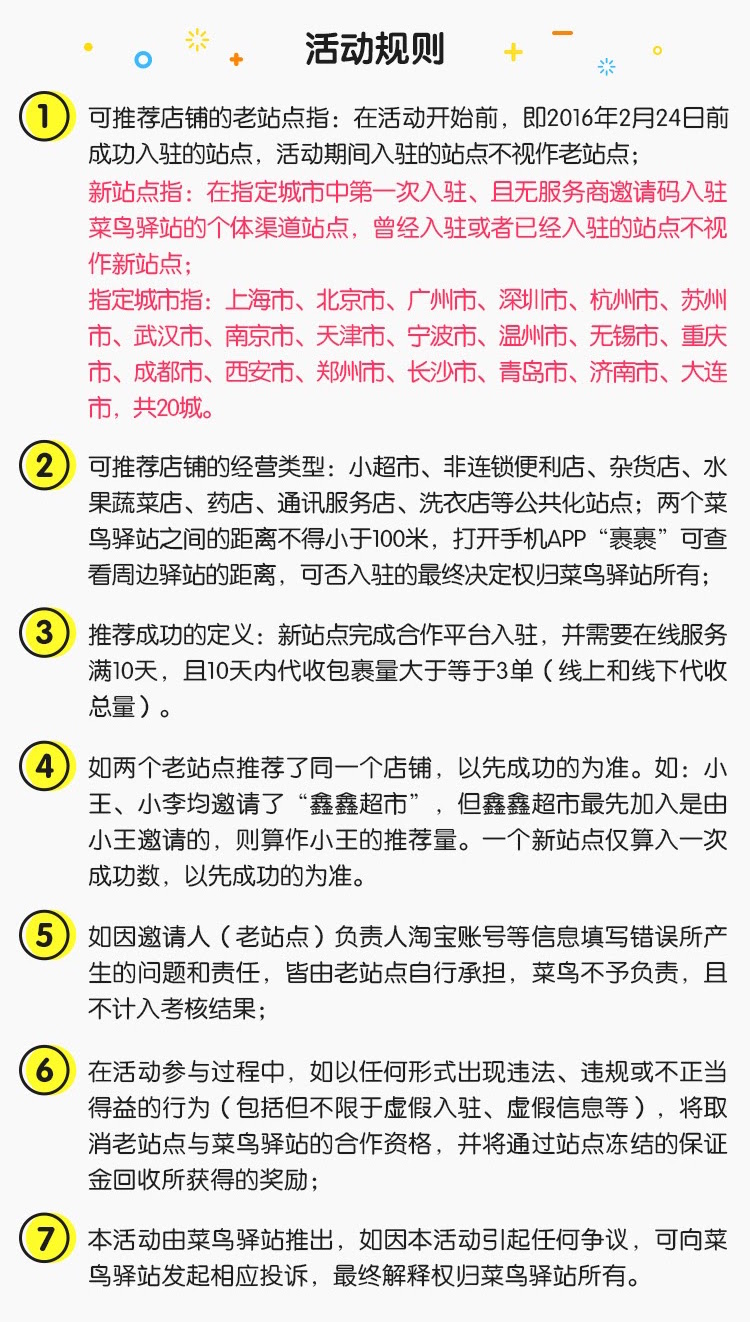 活动规则
1
可推荐店铺的老站点指：在活动开始前，即2016年2月24日前
成功入驻的站点，活动期间入驻的站点不视作老站点；
新站点指：在指定城市中第一次入驻、且无服务商邀请码入驻
菜鸟驿站的个体渠道站点，曾经入驻或者已经入驻的站点不视
作新站点；
指定城市指：上海市、北京市、广州市、深圳市、杭州市、苏州
市、武汉市、南京市、天津市、宁波市、温州市、无锡市、重庆
市、成都市、西安市、郑州市、长沙市、青岛市、济南市、大连
市，共20城。
2
可推荐店铺的经营类型：小超市、非连锁便利店、杂货店、水
果蔬菜店、药店、通讯服务店、洗衣店等公共化站点；两个菜
鸟驿站之间的距离不得小于100米，打开手机APP“裹裹”可查
看周边驿站的距离，可否入驻的最终决定权归菜鸟驿站所有；
3
推荐成功的定义：新站点完成合作平台入驻，并需要在线服务
满10天，且10天内代收包裹量大于等于3单（线上和线下代收
总量）。
4
如两个老站点推荐了同一个店铺，以先成功的为准。如：小
王、小李均邀请了“鑫鑫超市”，但鑫鑫超市最先加入是由
小王邀请的，则算作小王的推荐量。一个新站点仅算入一次
成功数，以先成功的为准。
5
如因邀请人（老站点）负责人淘宝账号等信息填写错误所产
生的问题和责任，皆由老站点自行承担，菜鸟不予负责，且
不计入考核结果；
6
在活动参与过程中，如以任何形式出现违法、违规或不正当
得益的行为（包括但不限于虚假入驻、虚假信息等），将取
消老站点与菜鸟驿站的合作资格，并将通过站点冻结的保证
金回收所获得的奖励；
7
本活动由菜鸟驿站推出，如因本活动引起任何争议，可向菜
鸟驿站发起相应投诉，最终解释权归菜鸟驿站所有。